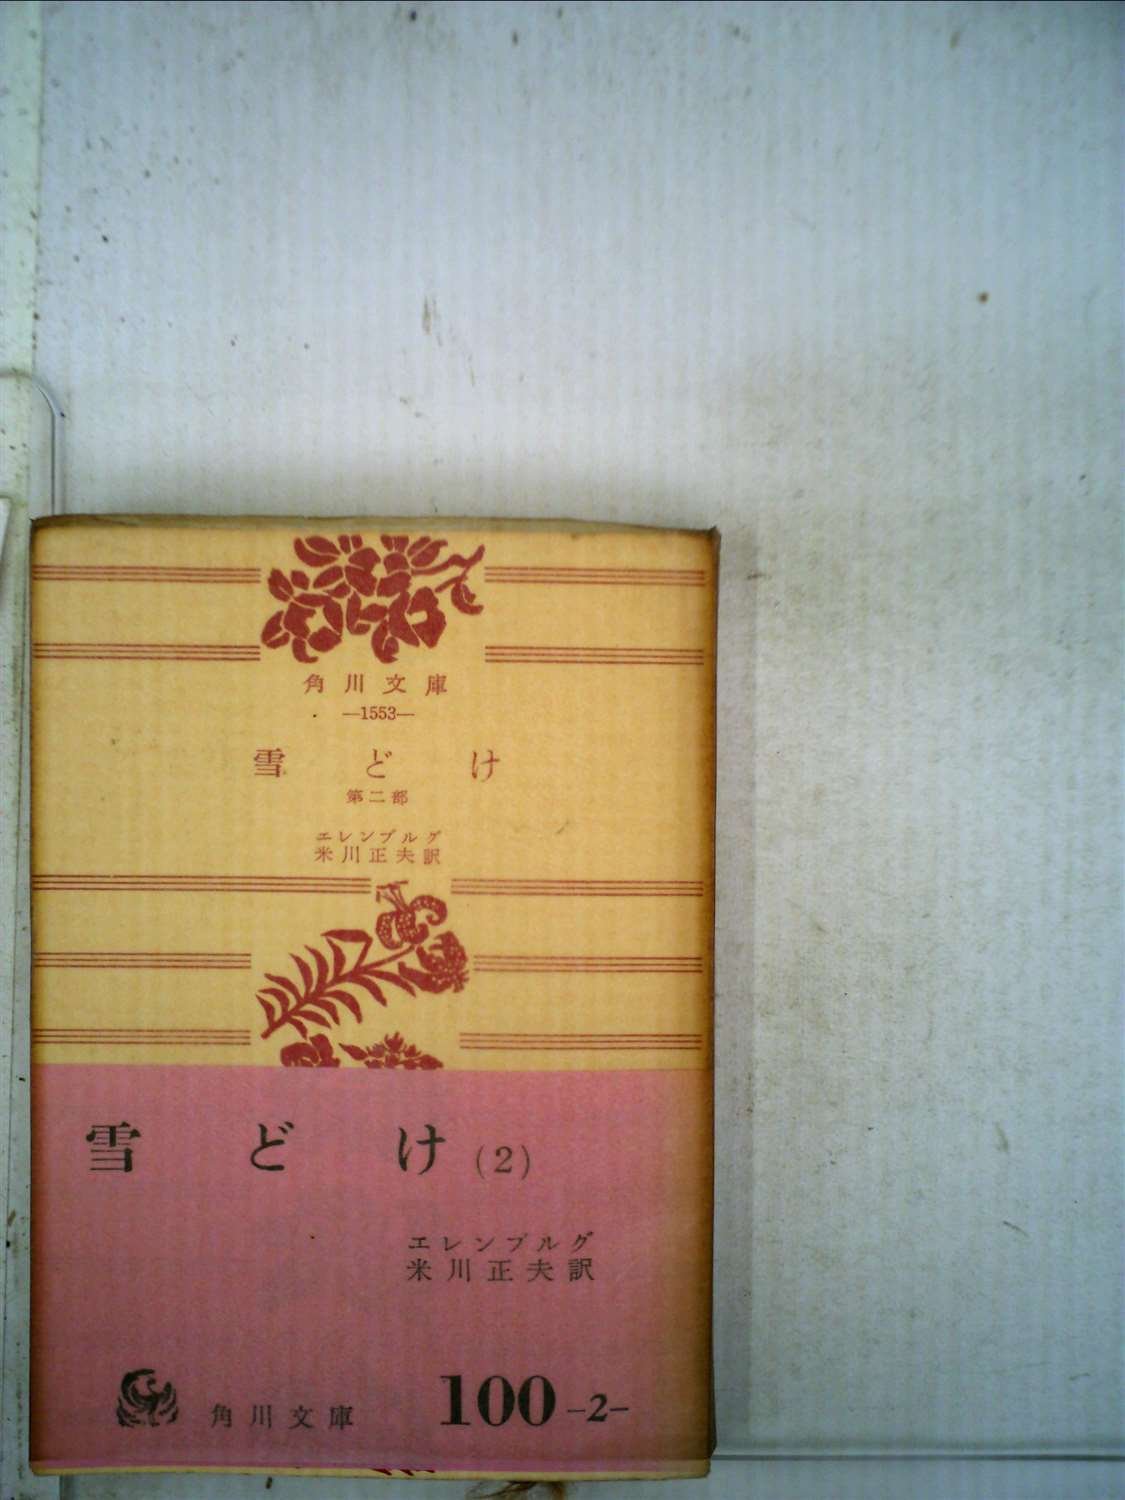 角川文庫
—1553—
雪どけ
第二部
エレンブルグ
米川正夫訳
雪どけ(2)
エレンブルグ
米川正夫訳
角川文庫 100-2-